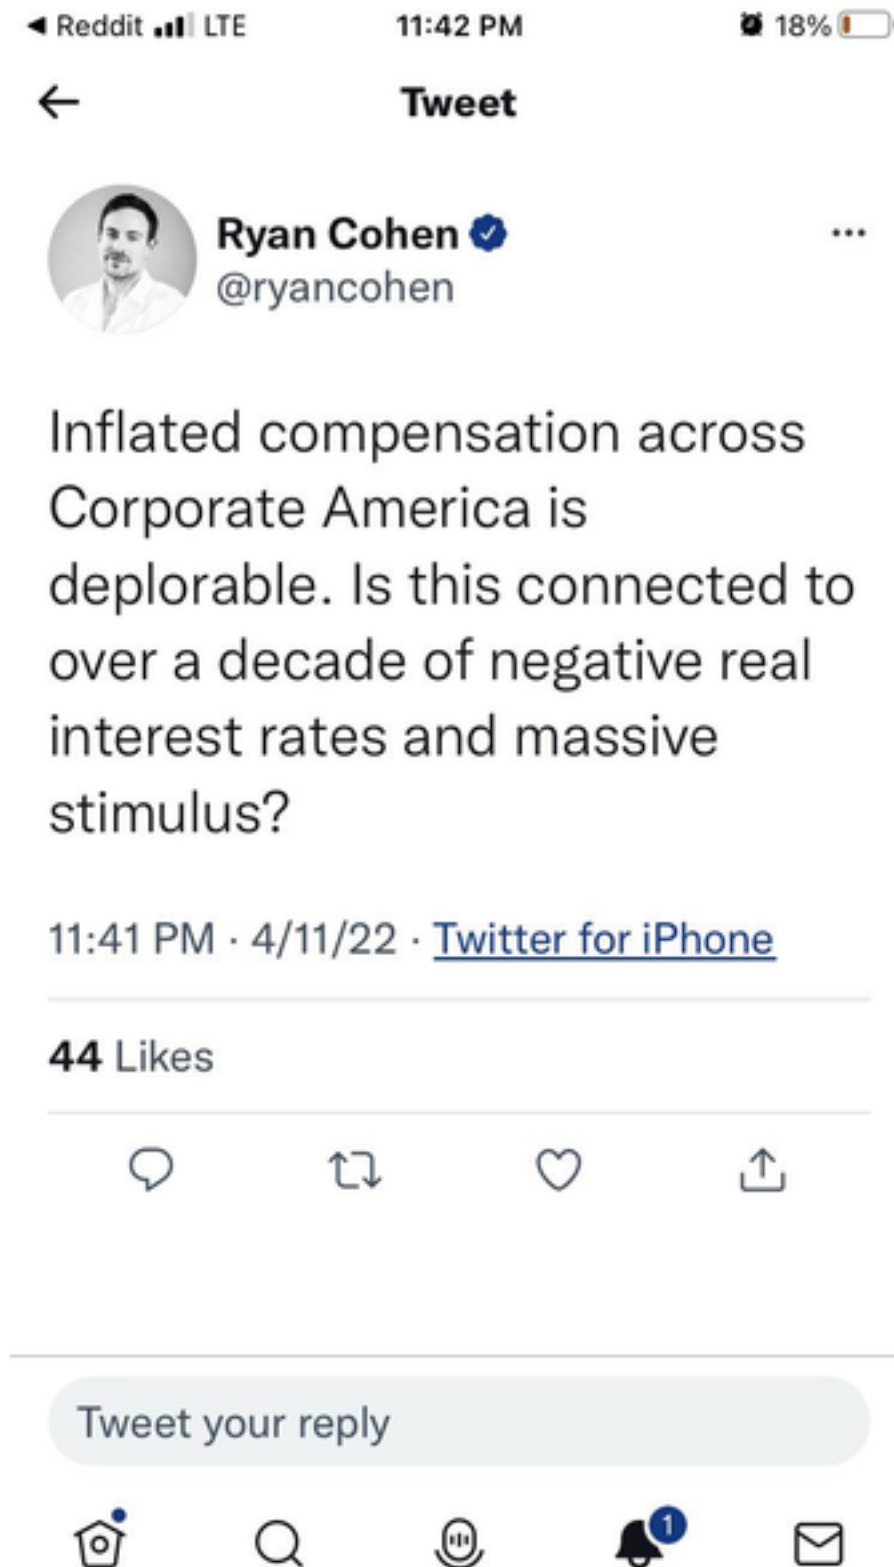 ◀ Reddit LTE 11:42 PM 18%
Tweet
Ryan Cohen
@ryancohen
Inflated compensation across
Corporate America is
deplorable. Is this connected to
over a decade of negative real
interest rates and massive
stimulus?
11:41 PM · 4/11/22 · Twitter for iPhone
44 Likes
Tweet your reply
1